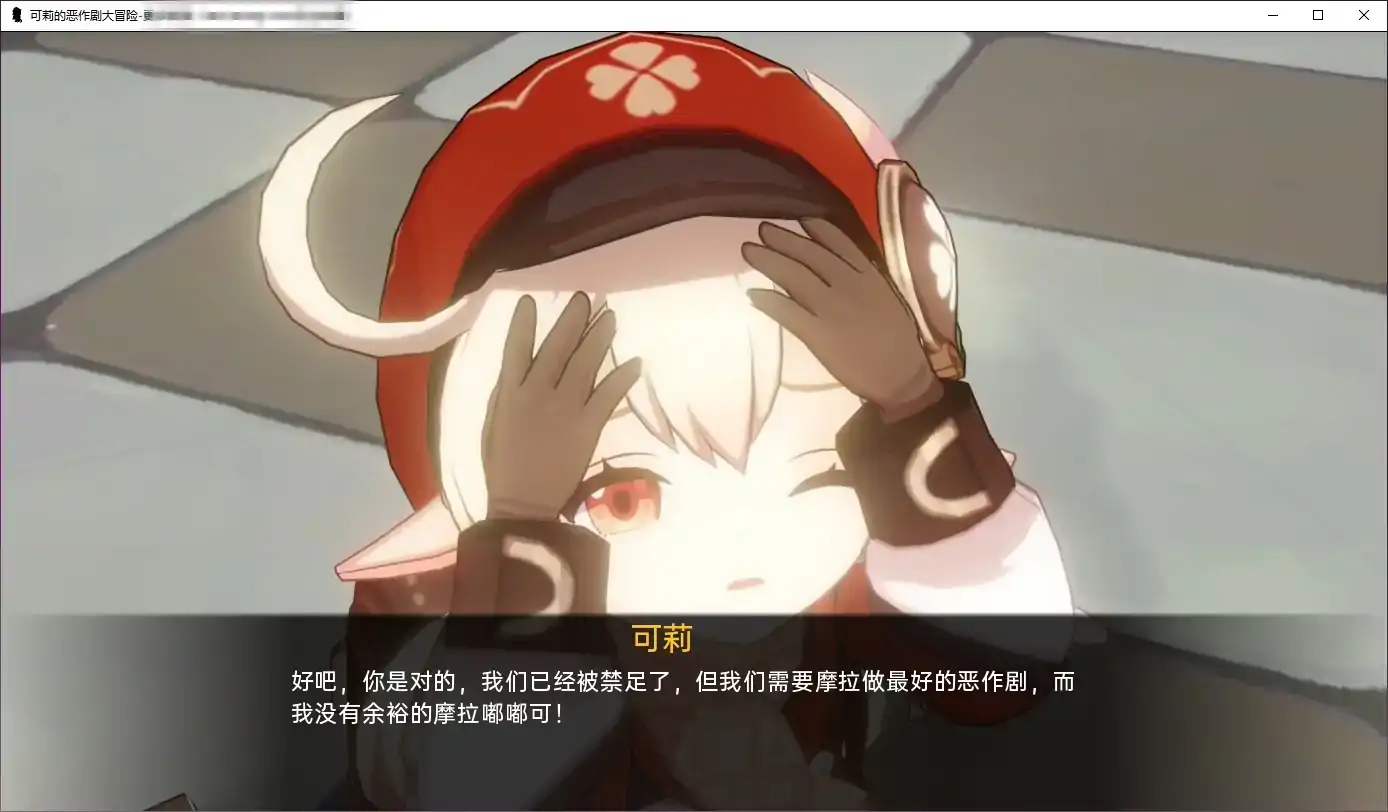 可莉的恶作剧大冒险-
可莉
好吧，你是对的，我们已经被禁足了，但我们需要摩拉做最好的恶作剧，而
我没有余裕的摩拉嘟嘟可！